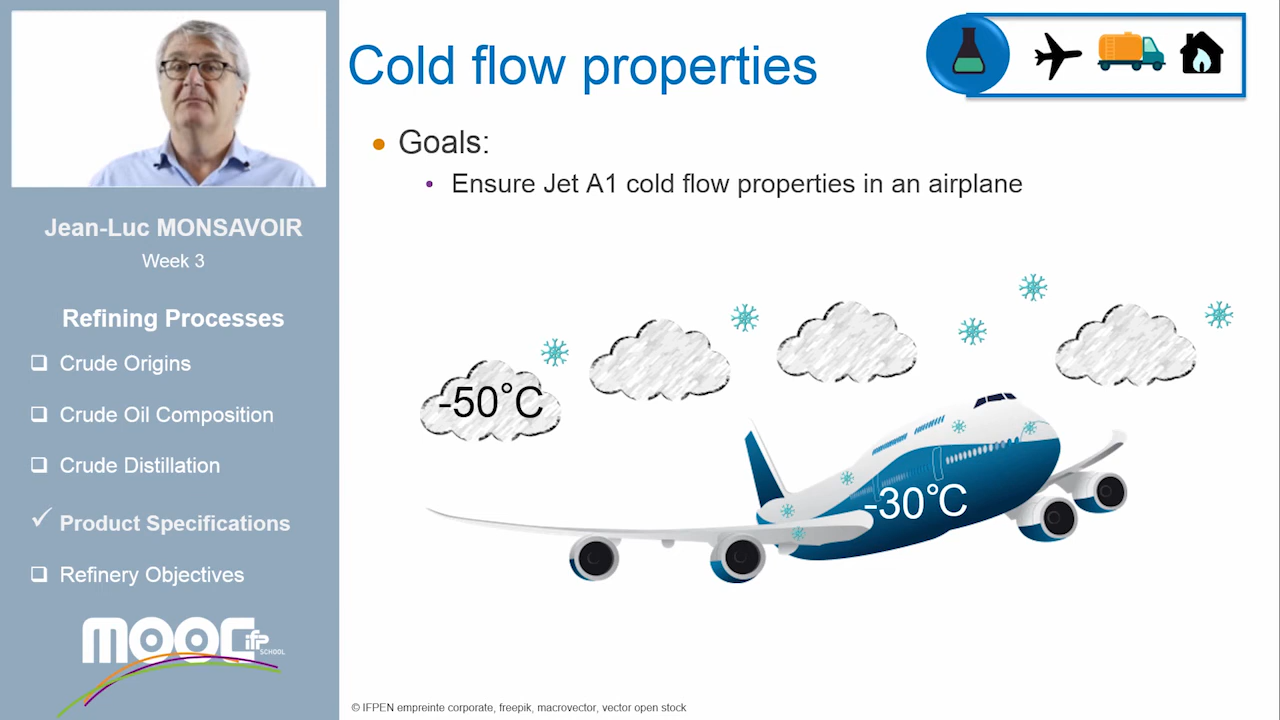 Cold flow properties
Goals:
Ensure Jet A1 cold flow properties in an airplane
-50°C
-30°C
Jean-Luc MONSAVOIR
Week 3
Refining Processes
Crude Origins
Crude Oil Composition
Crude Distillation
Product Specifications
Refinery Objectives
MOOC ifp
SCHOOL
© IFPEN empreinte corporate, freepik, macrovector, vector open stock